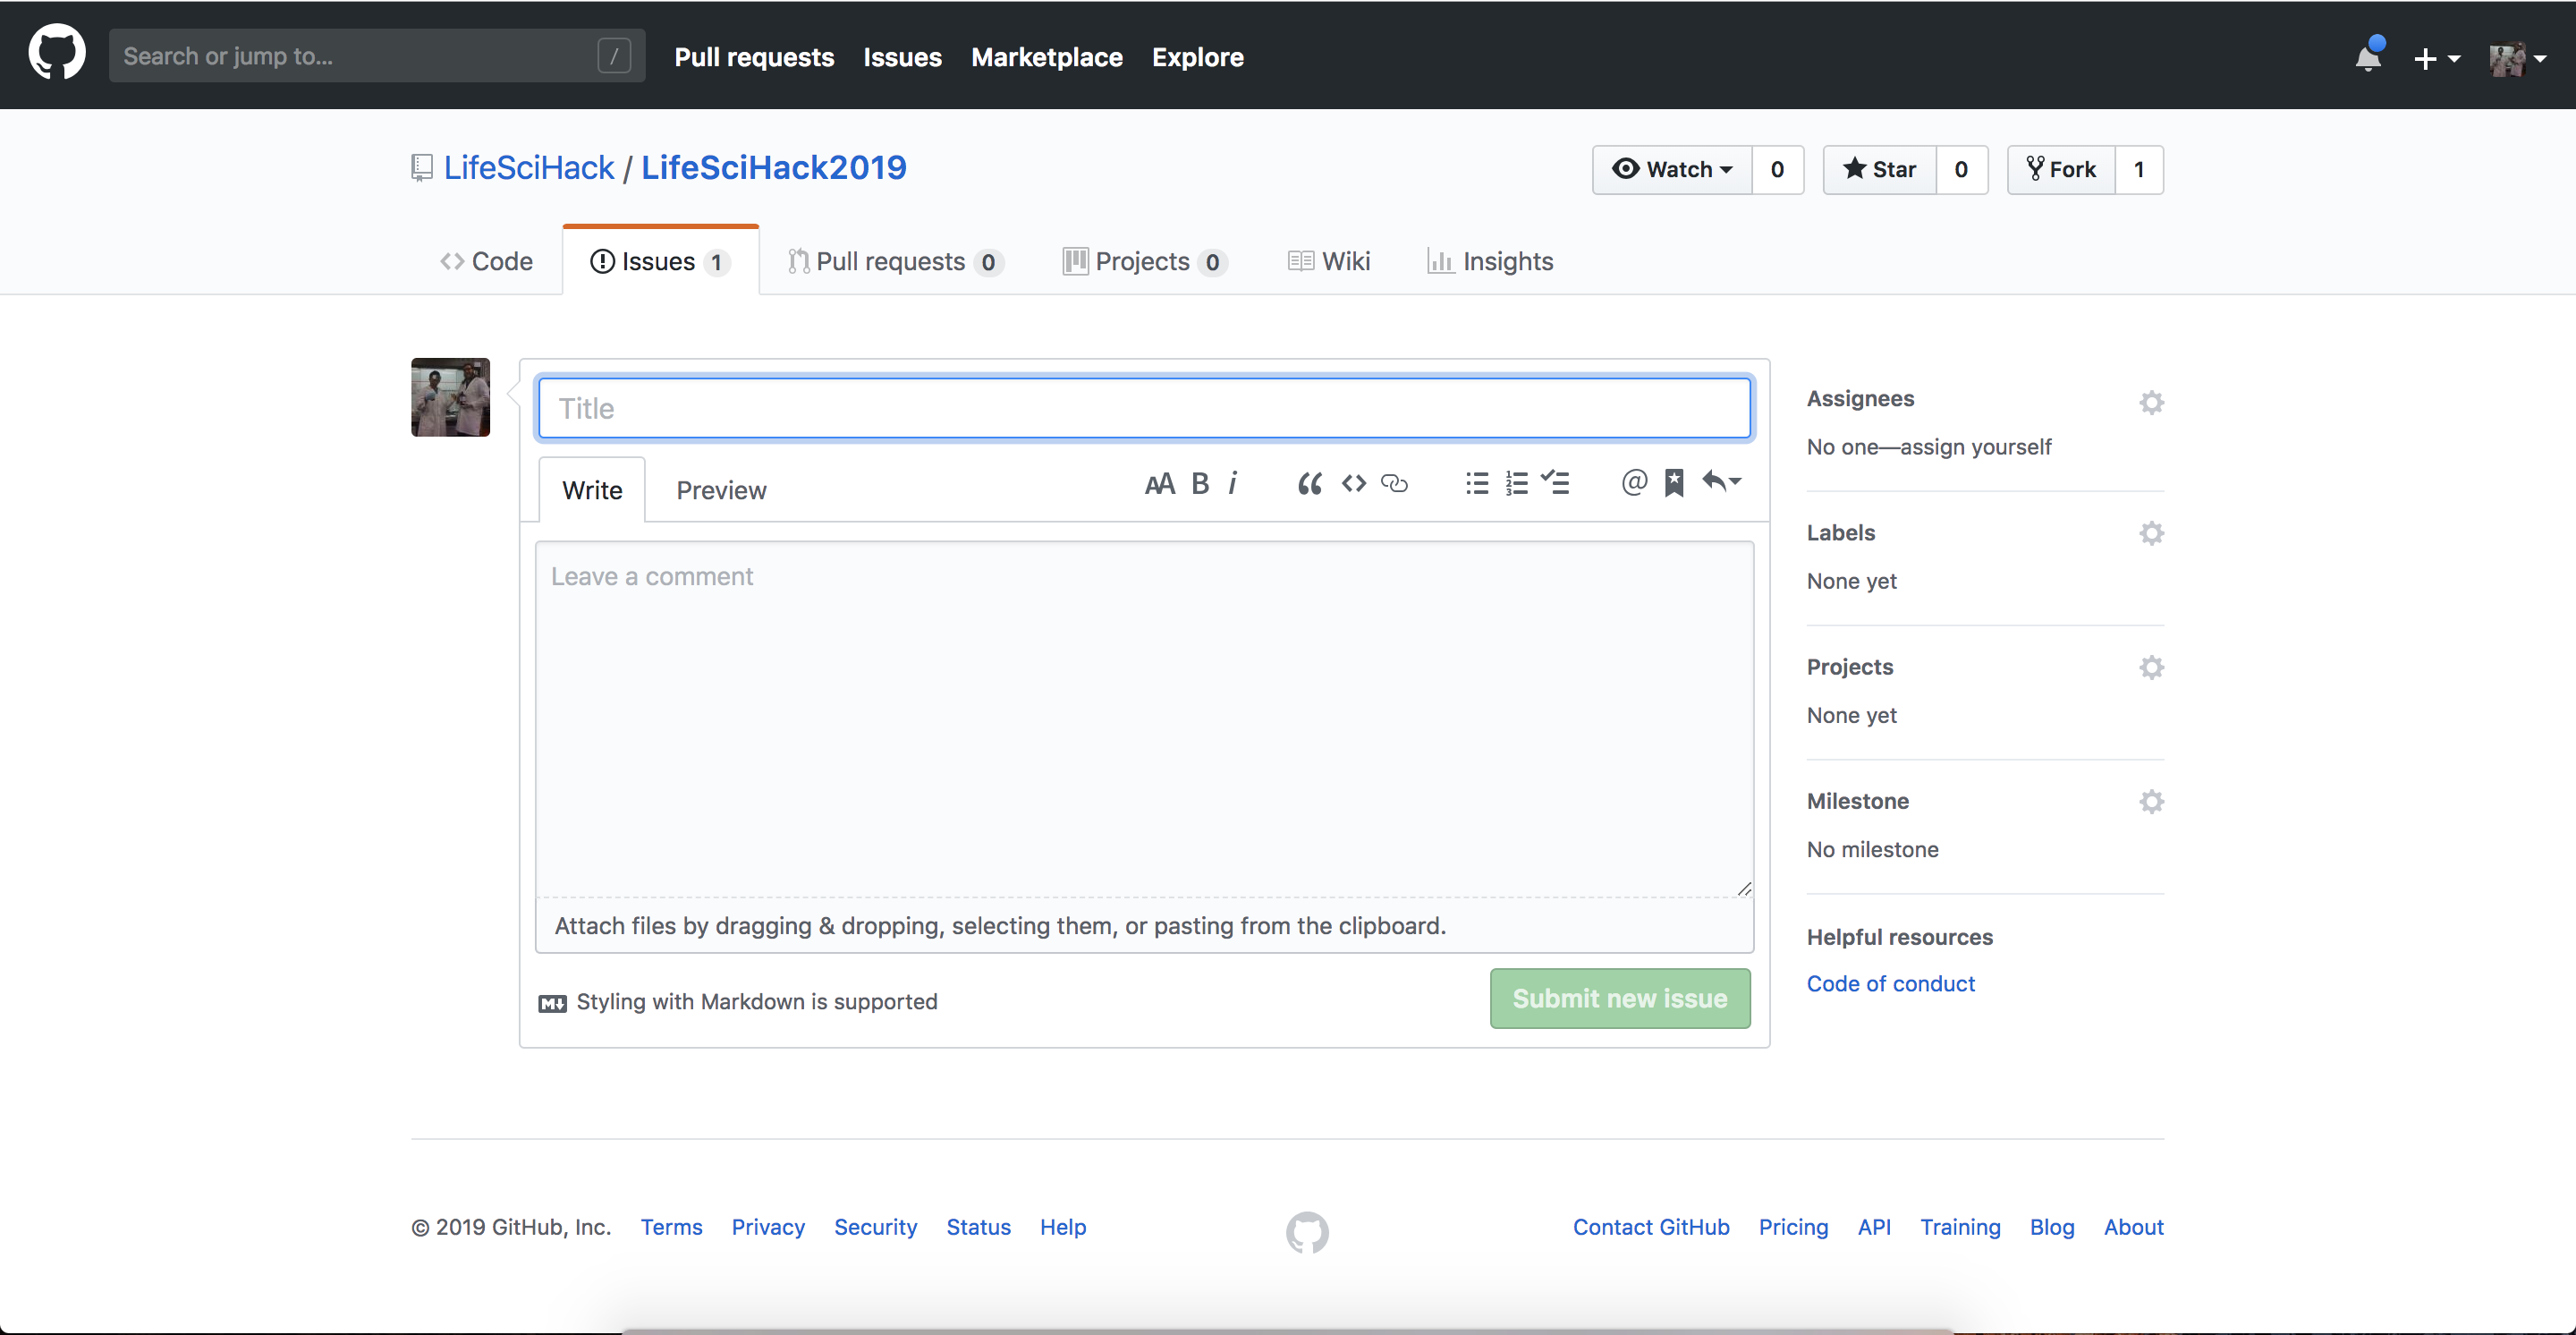 Search or jump to... /
Pull requests Issues Marketplace Explore
LifeSciHack / LifeSciHack2019
Watch 0 Star 0 Fork 1
Code Issues 1 Pull requests 0 Projects 0 Wiki Insights
Title
Write Preview AA B i @
Leave a comment
Attach files by dragging & dropping, selecting them, or pasting from the clipboard.
Styling with Markdown is supported
Submit new issue
Assignees
No one—assign yourself
Labels
None yet
Projects
None yet
Milestone
No milestone
Helpful resources
Code of conduct
© 2019 GitHub, Inc. Terms Privacy Security Status Help
Contact GitHub Pricing API Training Blog About